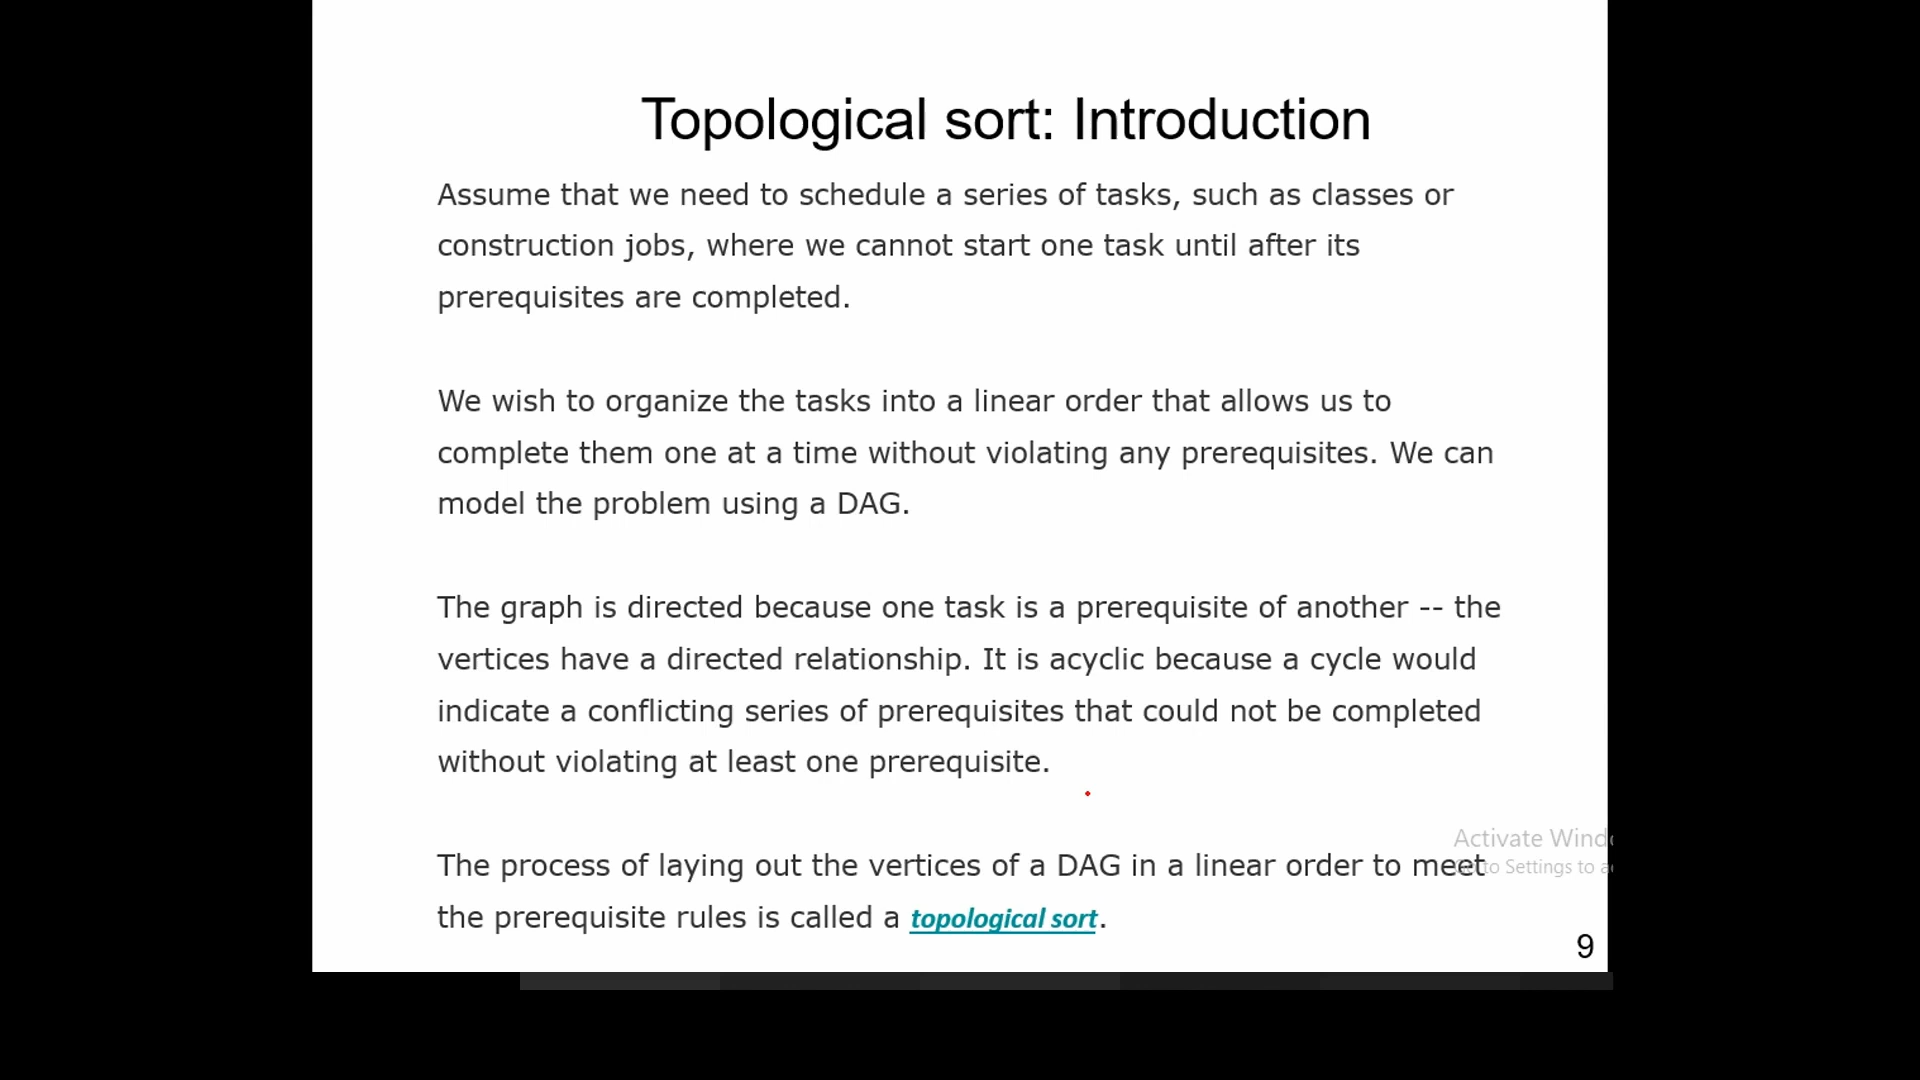 Topological sort: Introduction
Assume that we need to schedule a series of tasks, such as classes or
construction jobs, where we cannot start one task until after its
prerequisites are completed.
We wish to organize the tasks into a linear order that allows us to
complete them one at a time without violating any prerequisites. We can
model the problem using a DAG.
The graph is directed because one task is a prerequisite of another -- the
vertices have a directed relationship. It is acyclic because a cycle would
indicate a conflicting series of prerequisites that could not be completed
without violating at least one prerequisite.
Activate
The process of laying out the vertices of a DAG in a linear order to meet
to Settings to
the prerequisite rules is called a topological sort.
9